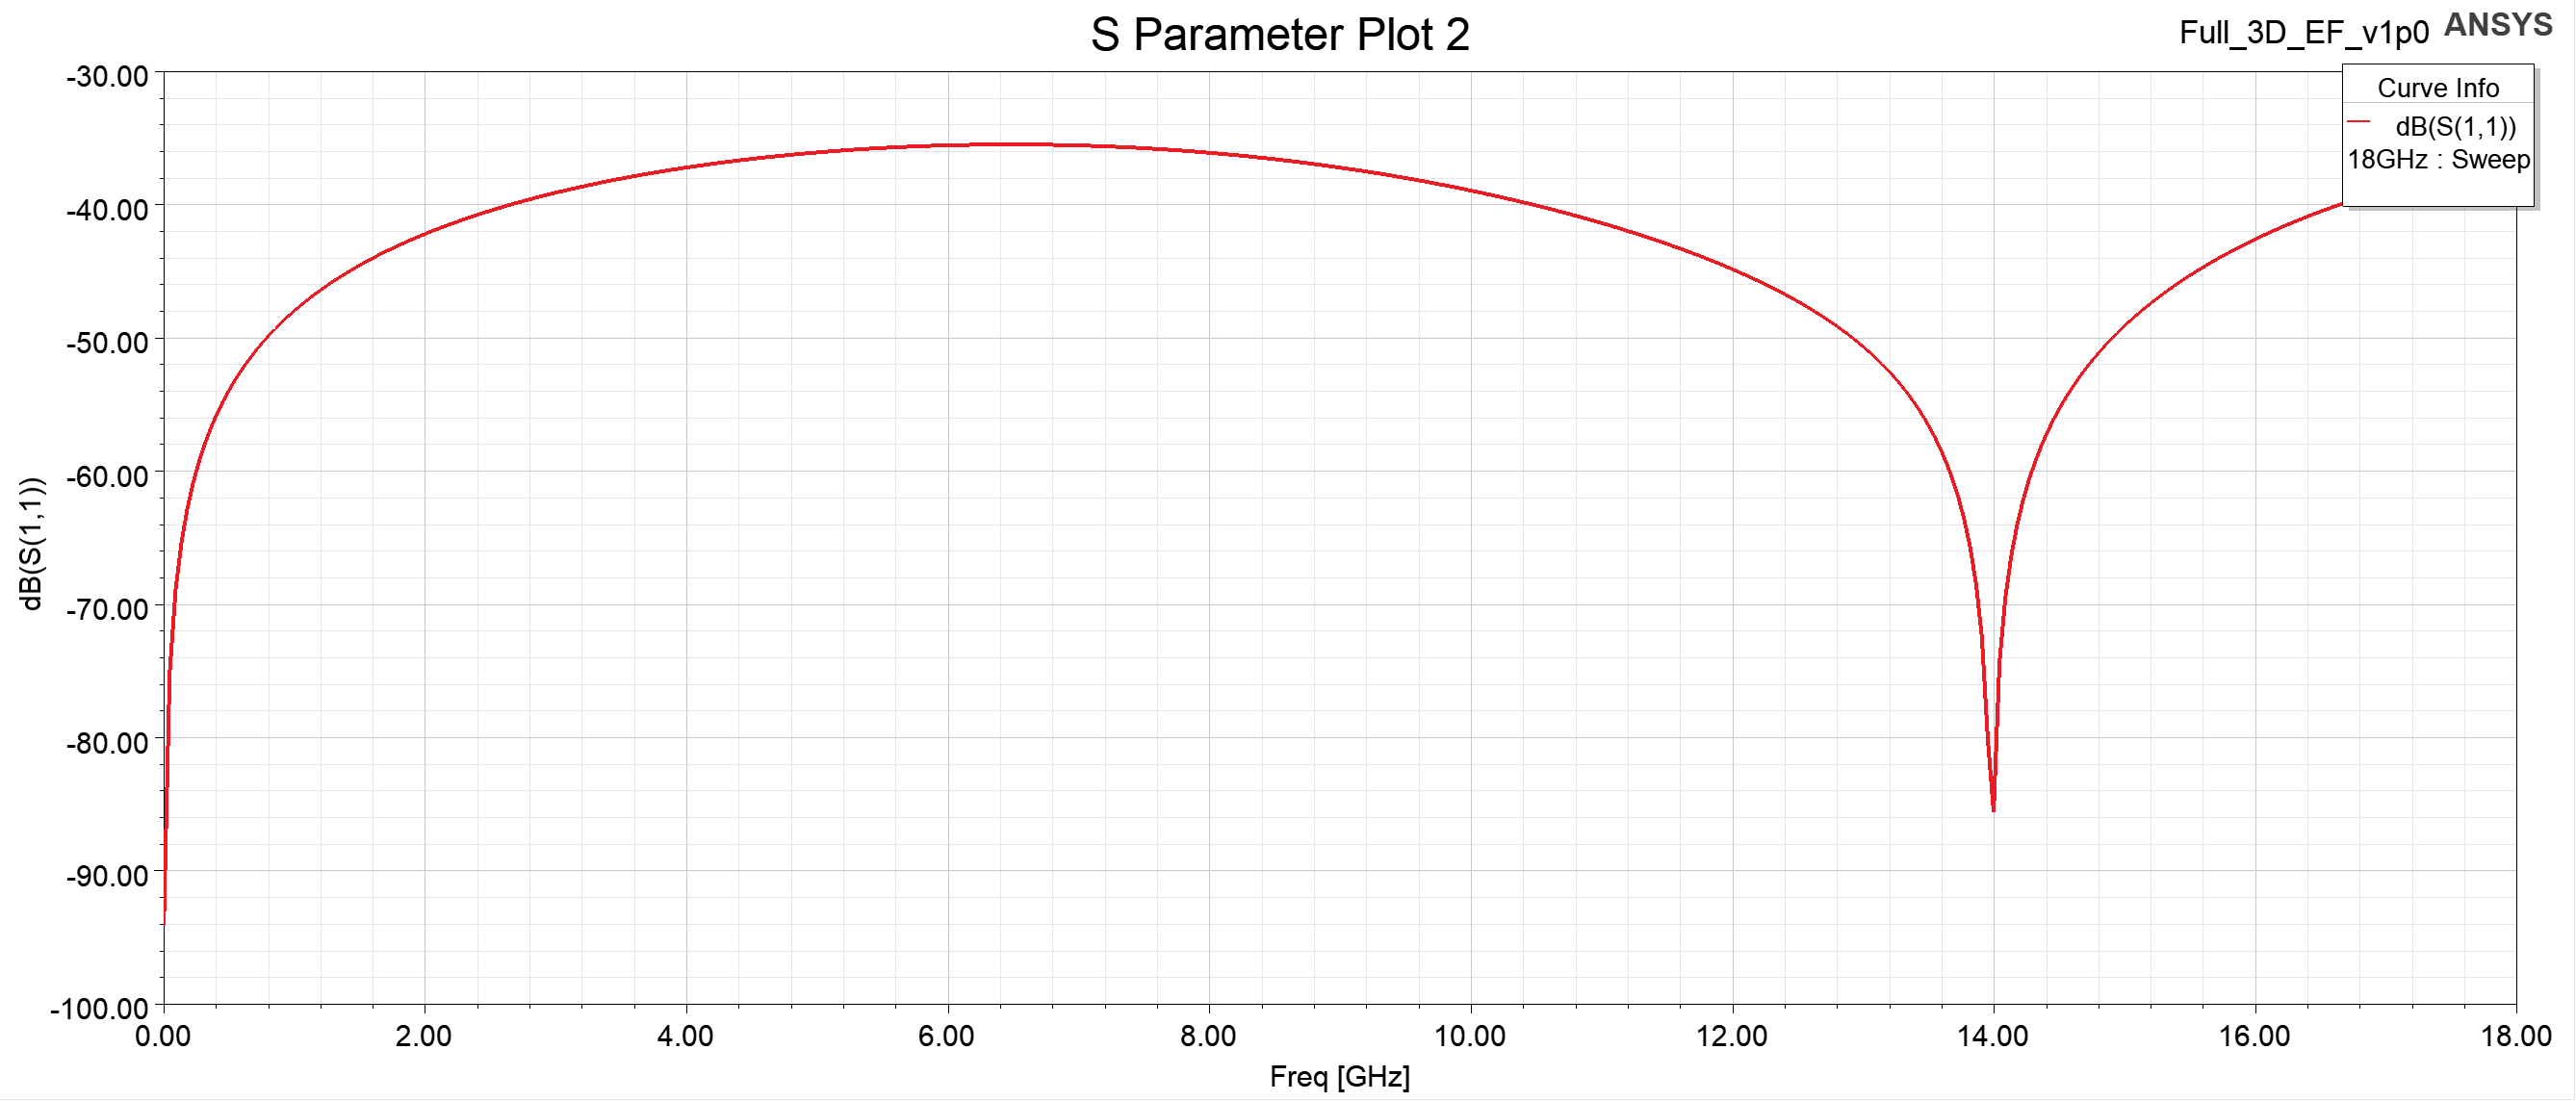 S Parameter Plot 2
Full_3D_EF_v1p0 ANSYS
Curve Info
dB(S(1,1))
18GHz : Sweep
dB(S(1,1))
-30.00
-40.00
-50.00
-60.00
-70.00
-80.00
-90.00
-100.00
0.00 2.00 4.00 6.00 8.00 10.00 12.00 14.00 16.00 18.00
Freq [GHz]